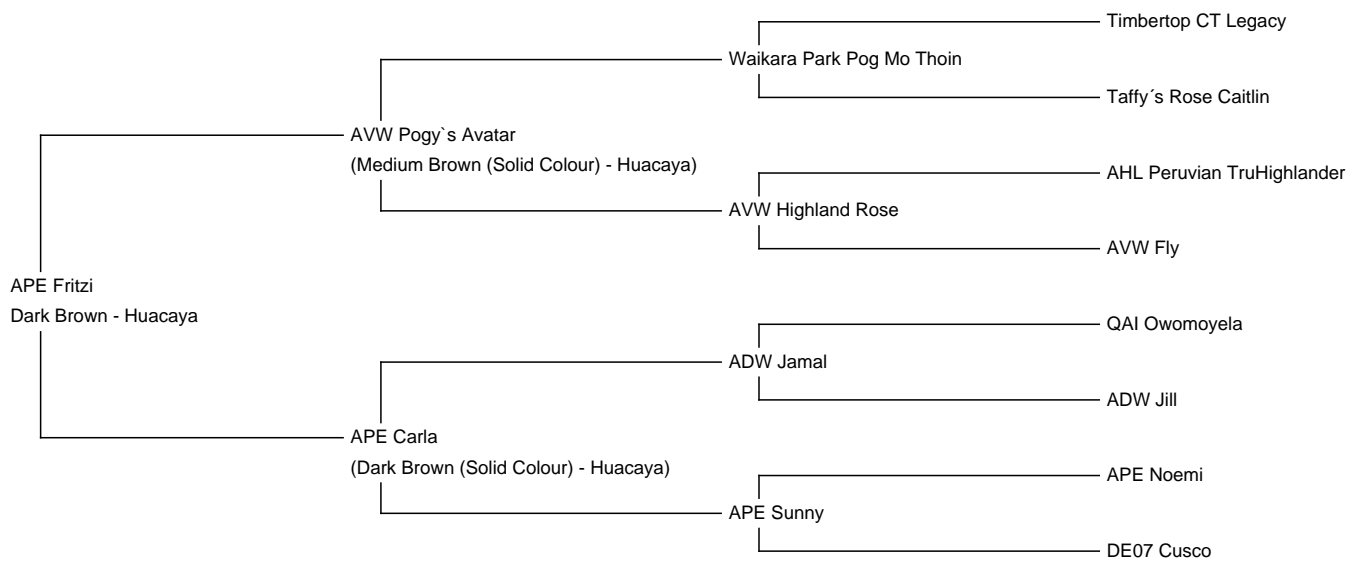 Timbertop CT Legacy
Waikara Park Pog Mo Thoin
Taffy´s Rose Caitlin
AVW Pogy`s Avatar
(Medium Brown (Solid Colour) - Huacaya)
AHL Peruvian TruHighlander
AVW Highland Rose
AVW Fly
APE Fritzi
Dark Brown - Huacaya
QAI Owomoyela
ADW Jamal
ADW Jill
APE Carla
(Dark Brown (Solid Colour) - Huacaya)
APE Noemi
APE Sunny
DE07 Cusco